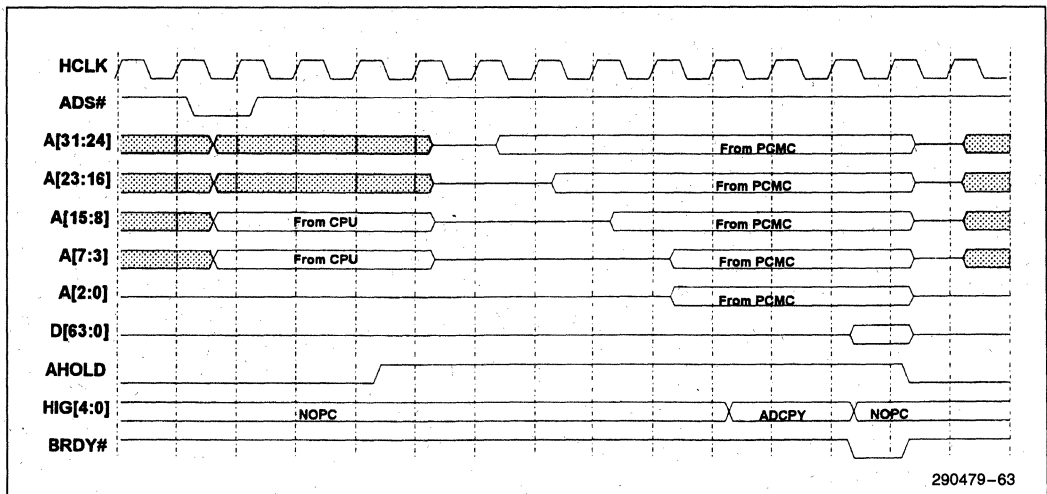 HCLK
ADS#
A[31:24] From PCMC
A[23:16] From PCMC
A[15:8] From CPU From PCMC
A[7:3] From CPU From PCMC
A[2:0] From PCMC
D[63:0]
AHOLD
HIG[4:0] NOPC ADCPY NOPC
BRDY#
290479–63